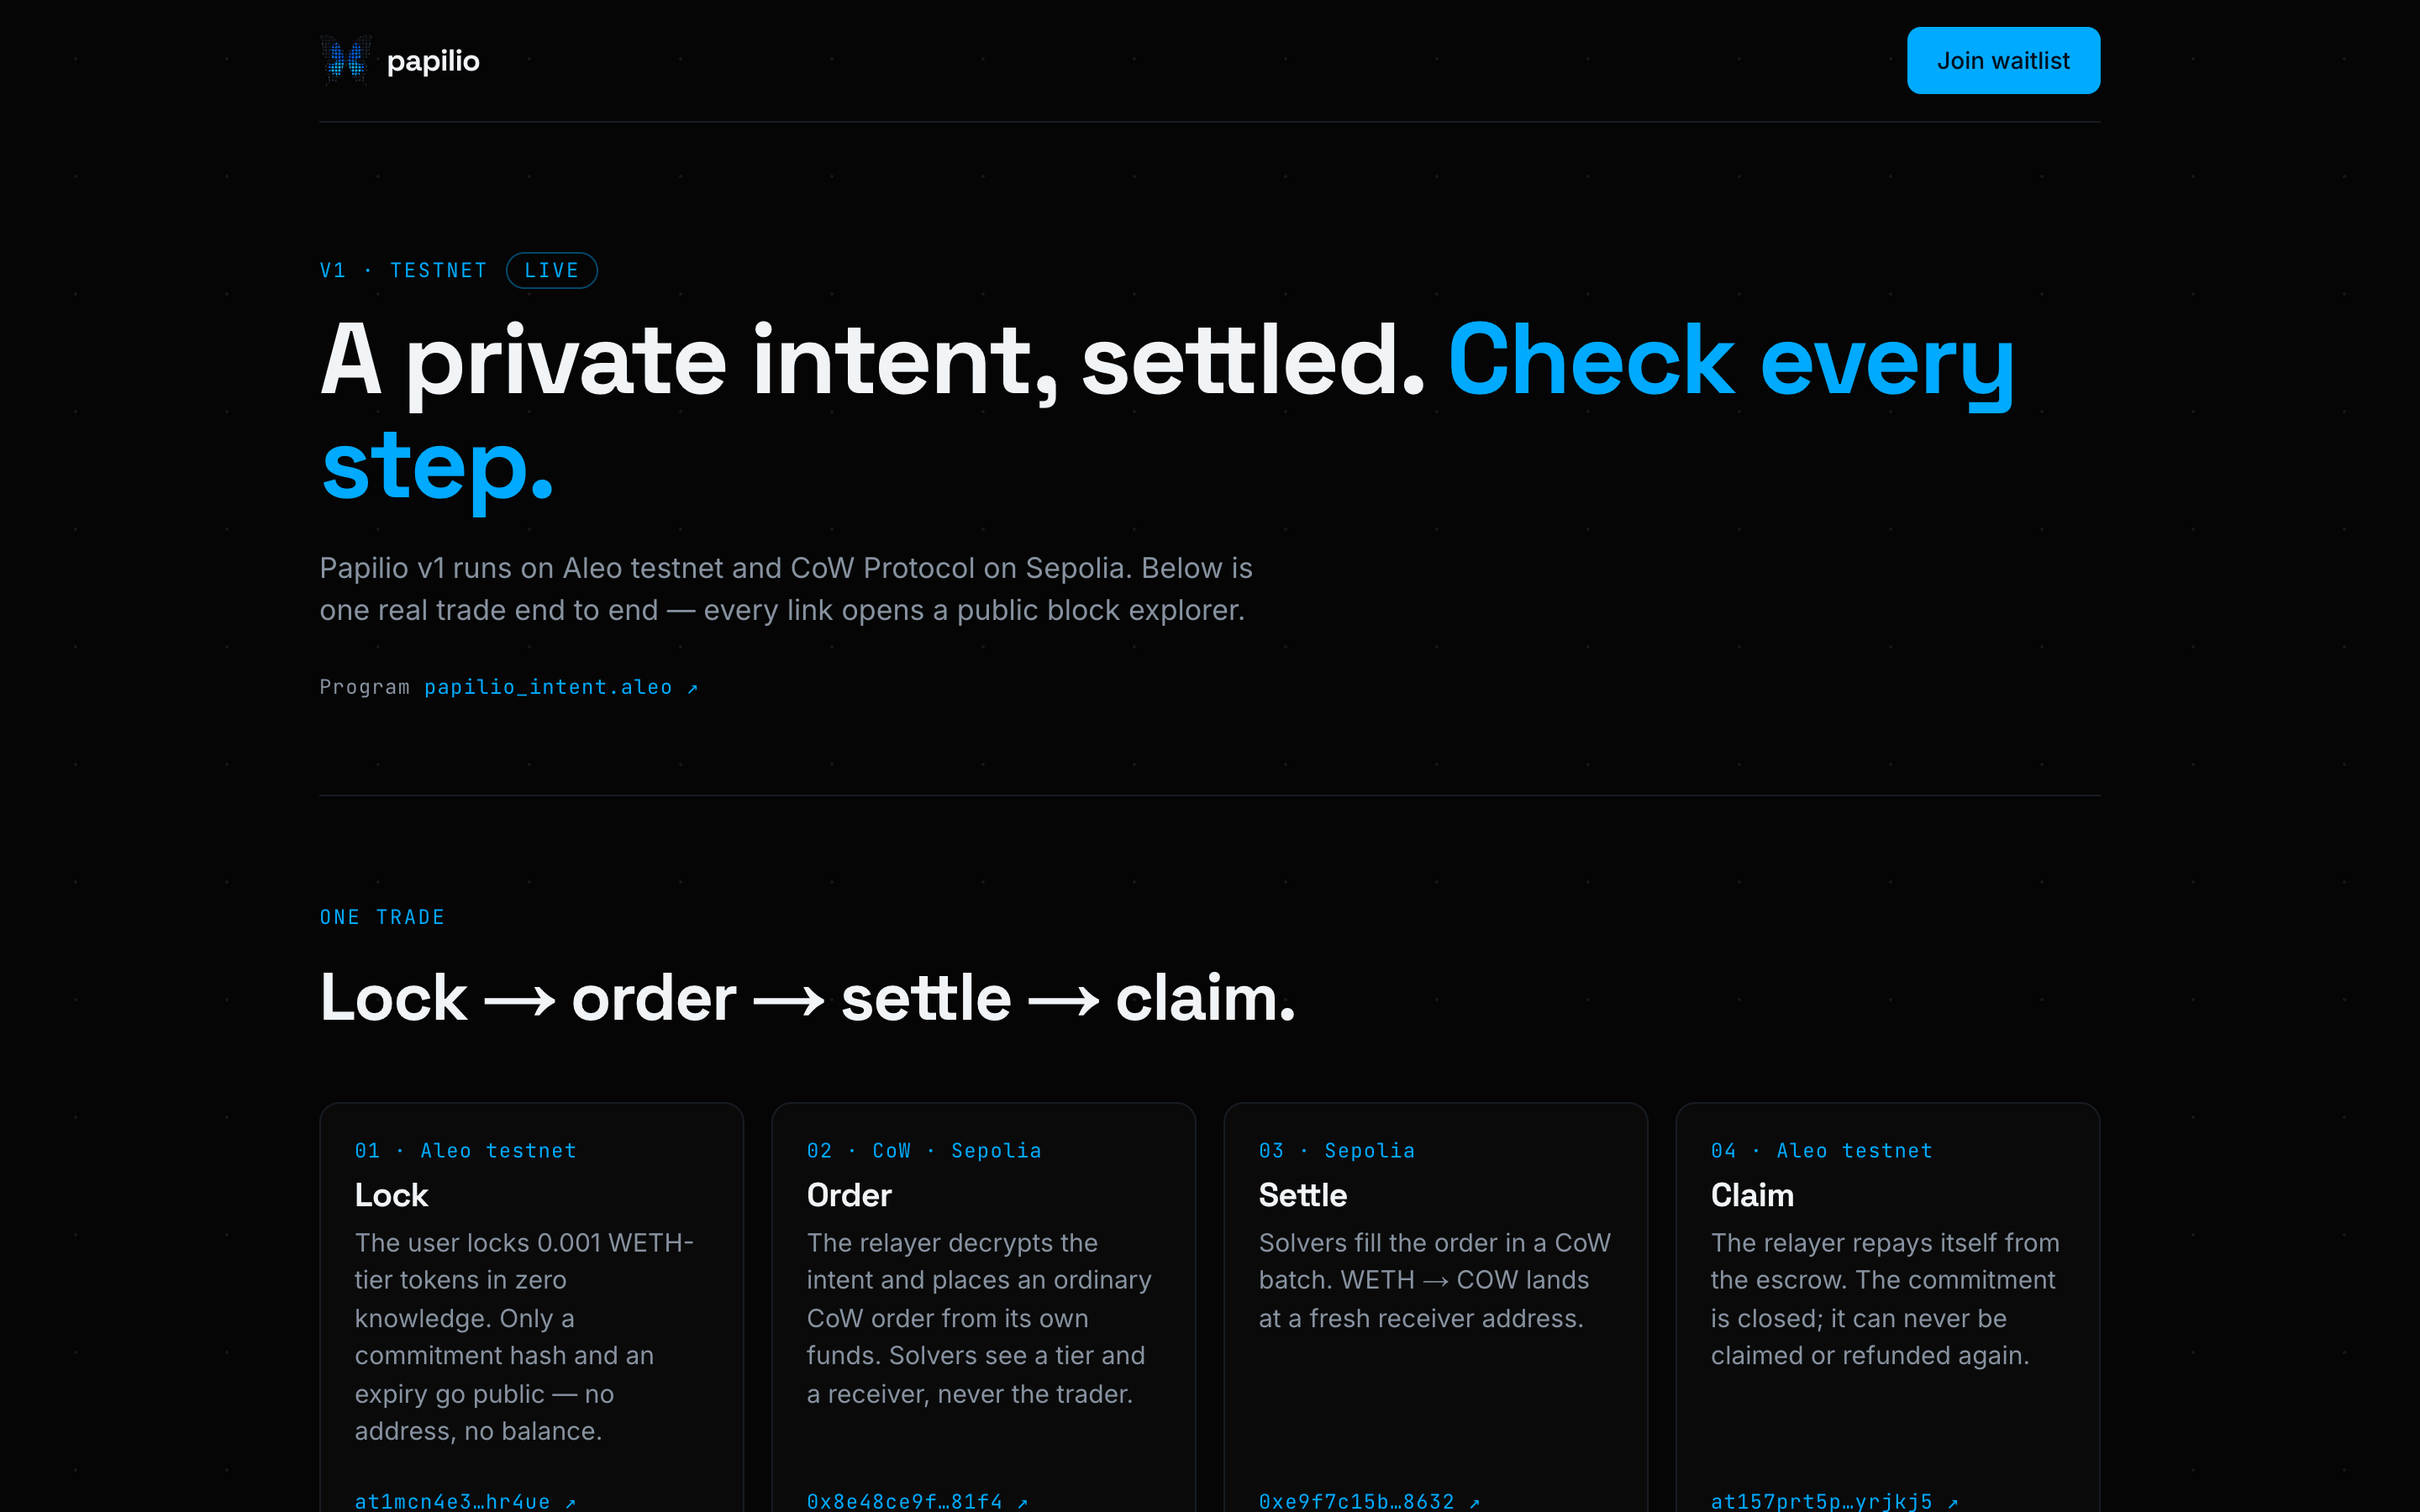 papilio
Join waitlist
V1 · TESTNET LIVE
A private intent, settled. Check every
step.
Papilio v1 runs on Aleo testnet and CoW Protocol on Sepolia. Below is
one real trade end to end — every link opens a public block explorer.
Program papilio_intent.aleo ↗
ONE TRADE
Lock → order → settle → claim.
01 · Aleo testnet
Lock
The user locks 0.001 WETH-
tier tokens in zero
knowledge. Only a
commitment hash and an
expiry go public — no
address, no balance.
at1mcn4e3…hr4ue ↗
02 · CoW · Sepolia
Order
The relayer decrypts the
intent and places an ordinary
CoW order from its own
funds. Solvers see a tier and
a receiver, never the trader.
0x8e48ce9f…81f4 ↗
03 · Sepolia
Settle
Solvers fill the order in a CoW
batch. WETH → COW lands
at a fresh receiver address.
0xe9f7c15b…8632 ↗
04 · Aleo testnet
Claim
The relayer repays itself from
the escrow. The commitment
is closed; it can never be
claimed or refunded again.
at157prt5p…yrjkj5 ↗